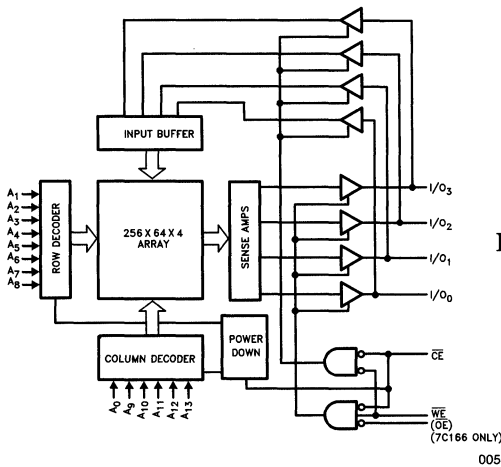 INPUT BUFFER
A1
A2
A3
A4
A5
A6
A7
A8
ROW DECODER
256 X 64 X 4
ARRAY
SENSE AMPS
I/O3
I/O2
I/O1
I/O0
COLUMN DECODER
POWER
DOWN
A0
A9
A10
A11
A12
A13
CE
WE
(OE)
(7C166 ONLY)
005